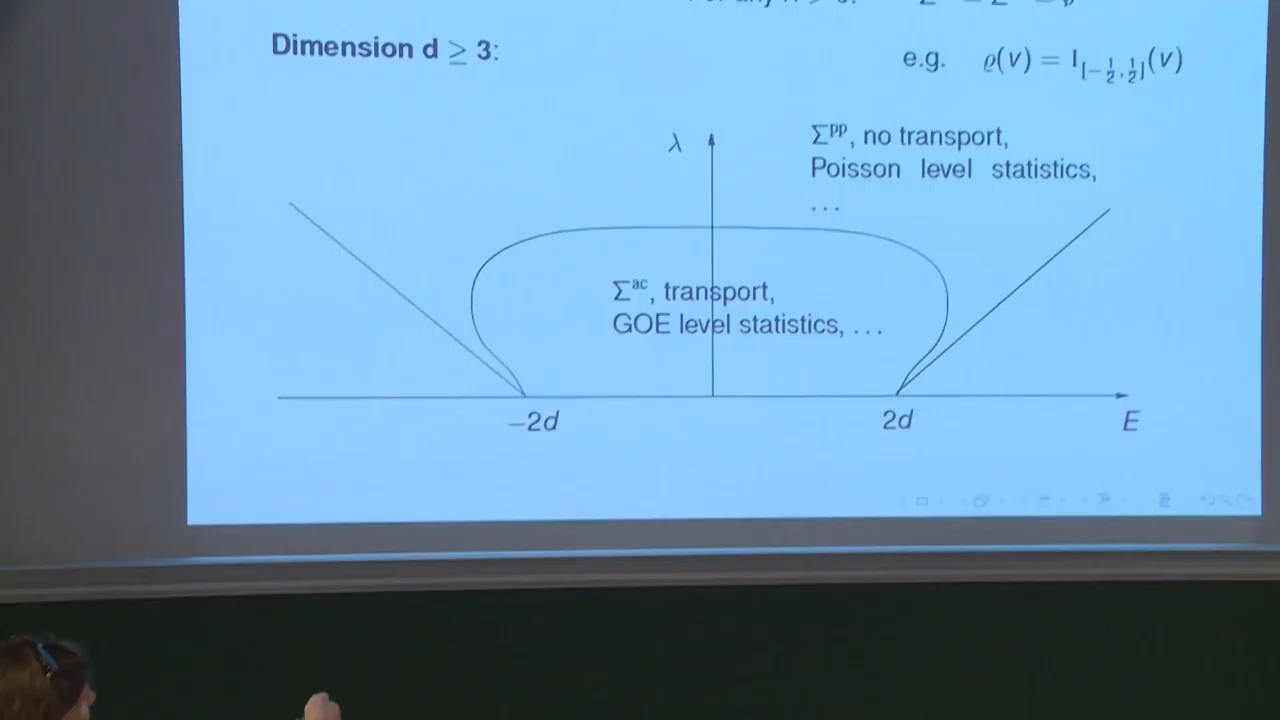 Dimension d ≥ 3:
e.g. ϱ(v) = 1_{[−1/2, 1/2]}(v)
λ
Σ^{pp}, no transport,
Poisson level statistics,
. . .
Σ^{ac}, transport,
GOE level statistics, . . .
−2d
2d
E